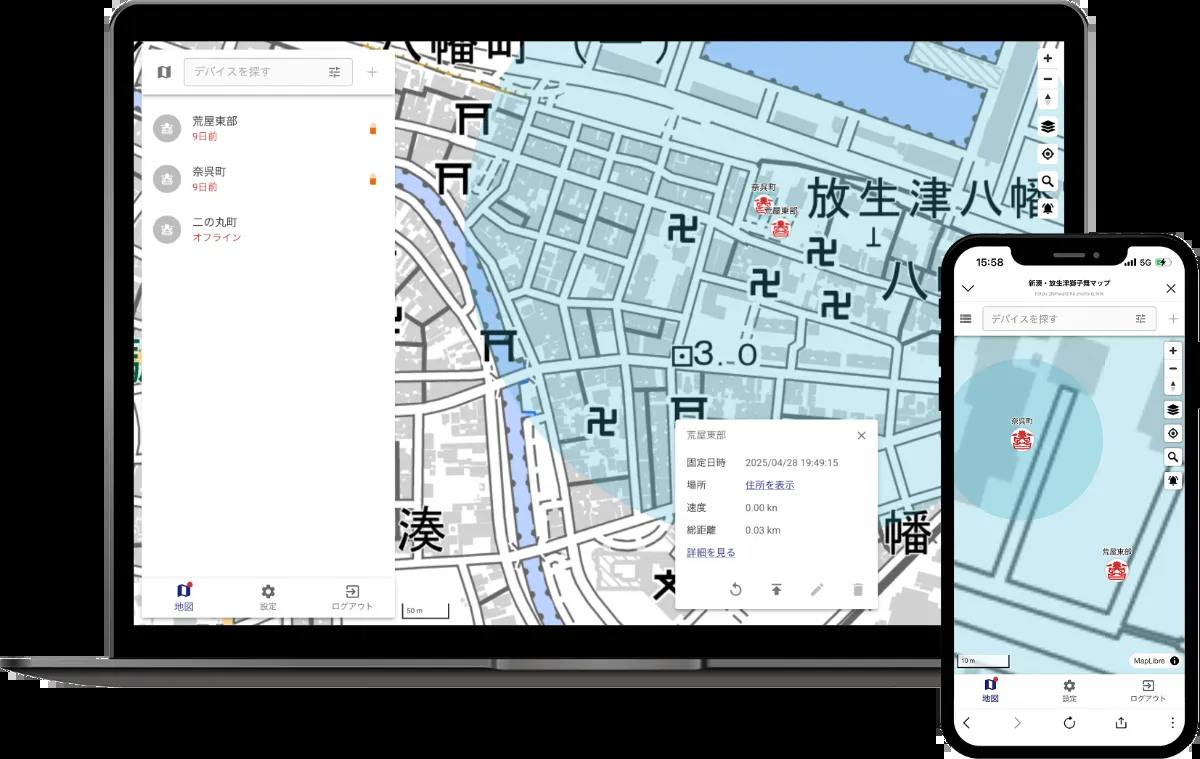 デバイスを探す
荒屋東部
9日前
奈呉町
9日前
二の丸町
オフライン
地図
設定
ログアウト
50 m
八幡町（一）
奈呉町
荒屋東部
放生津八幡
八
3.0
湊
幡
荒屋東部
固定日時 2025/04/28 19:49:15
場所 住所を表示
速度 0.00 kn
総距離 0.03 km
詳細を見る
15:58
5G
新湊・放生津獅子舞マップ
デバイスを探す
奈呉町
荒屋東部
10 m
MapLibre
地図
設定
ログアウト